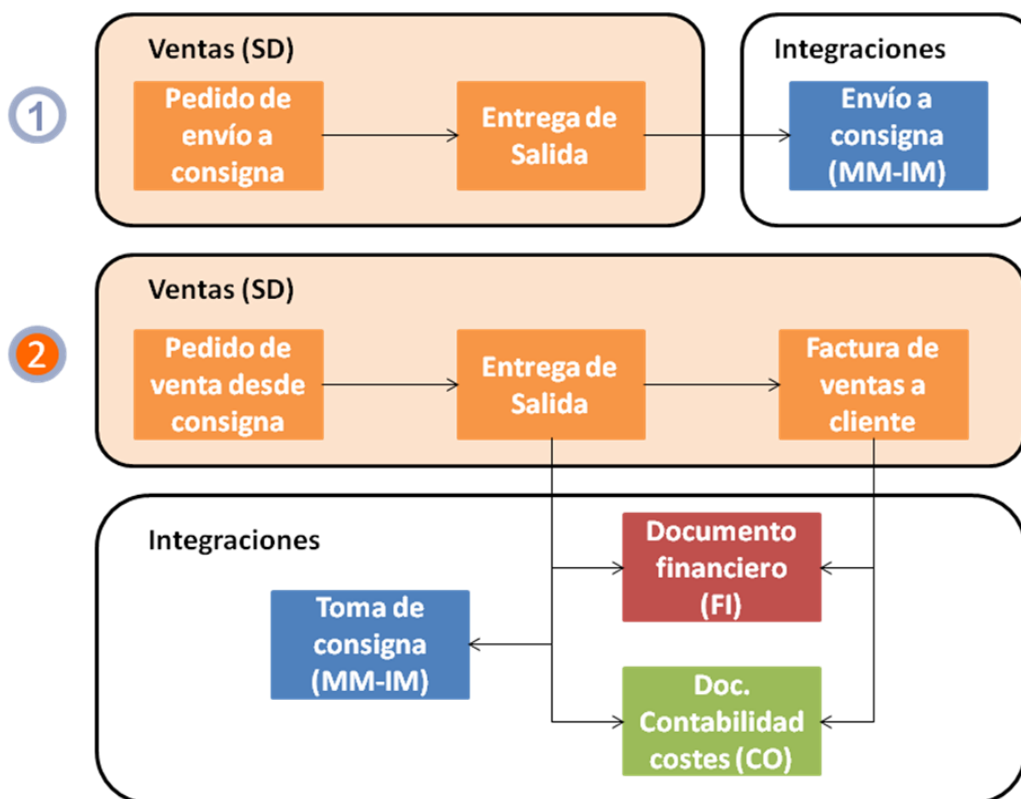 Ventas (SD)
Integraciones
1
Pedido de
envío a
consigna
Entrega de
Salida
Envío a
consigna
(MM-IM)
Ventas (SD)
2
Pedido de
venta desde
consigna
Entrega de
Salida
Factura de
ventas a
cliente
Integraciones
Documento
financiero
(FI)
Toma de
consigna
(MM-IM)
Doc.
Contabilidad
costes (CO)